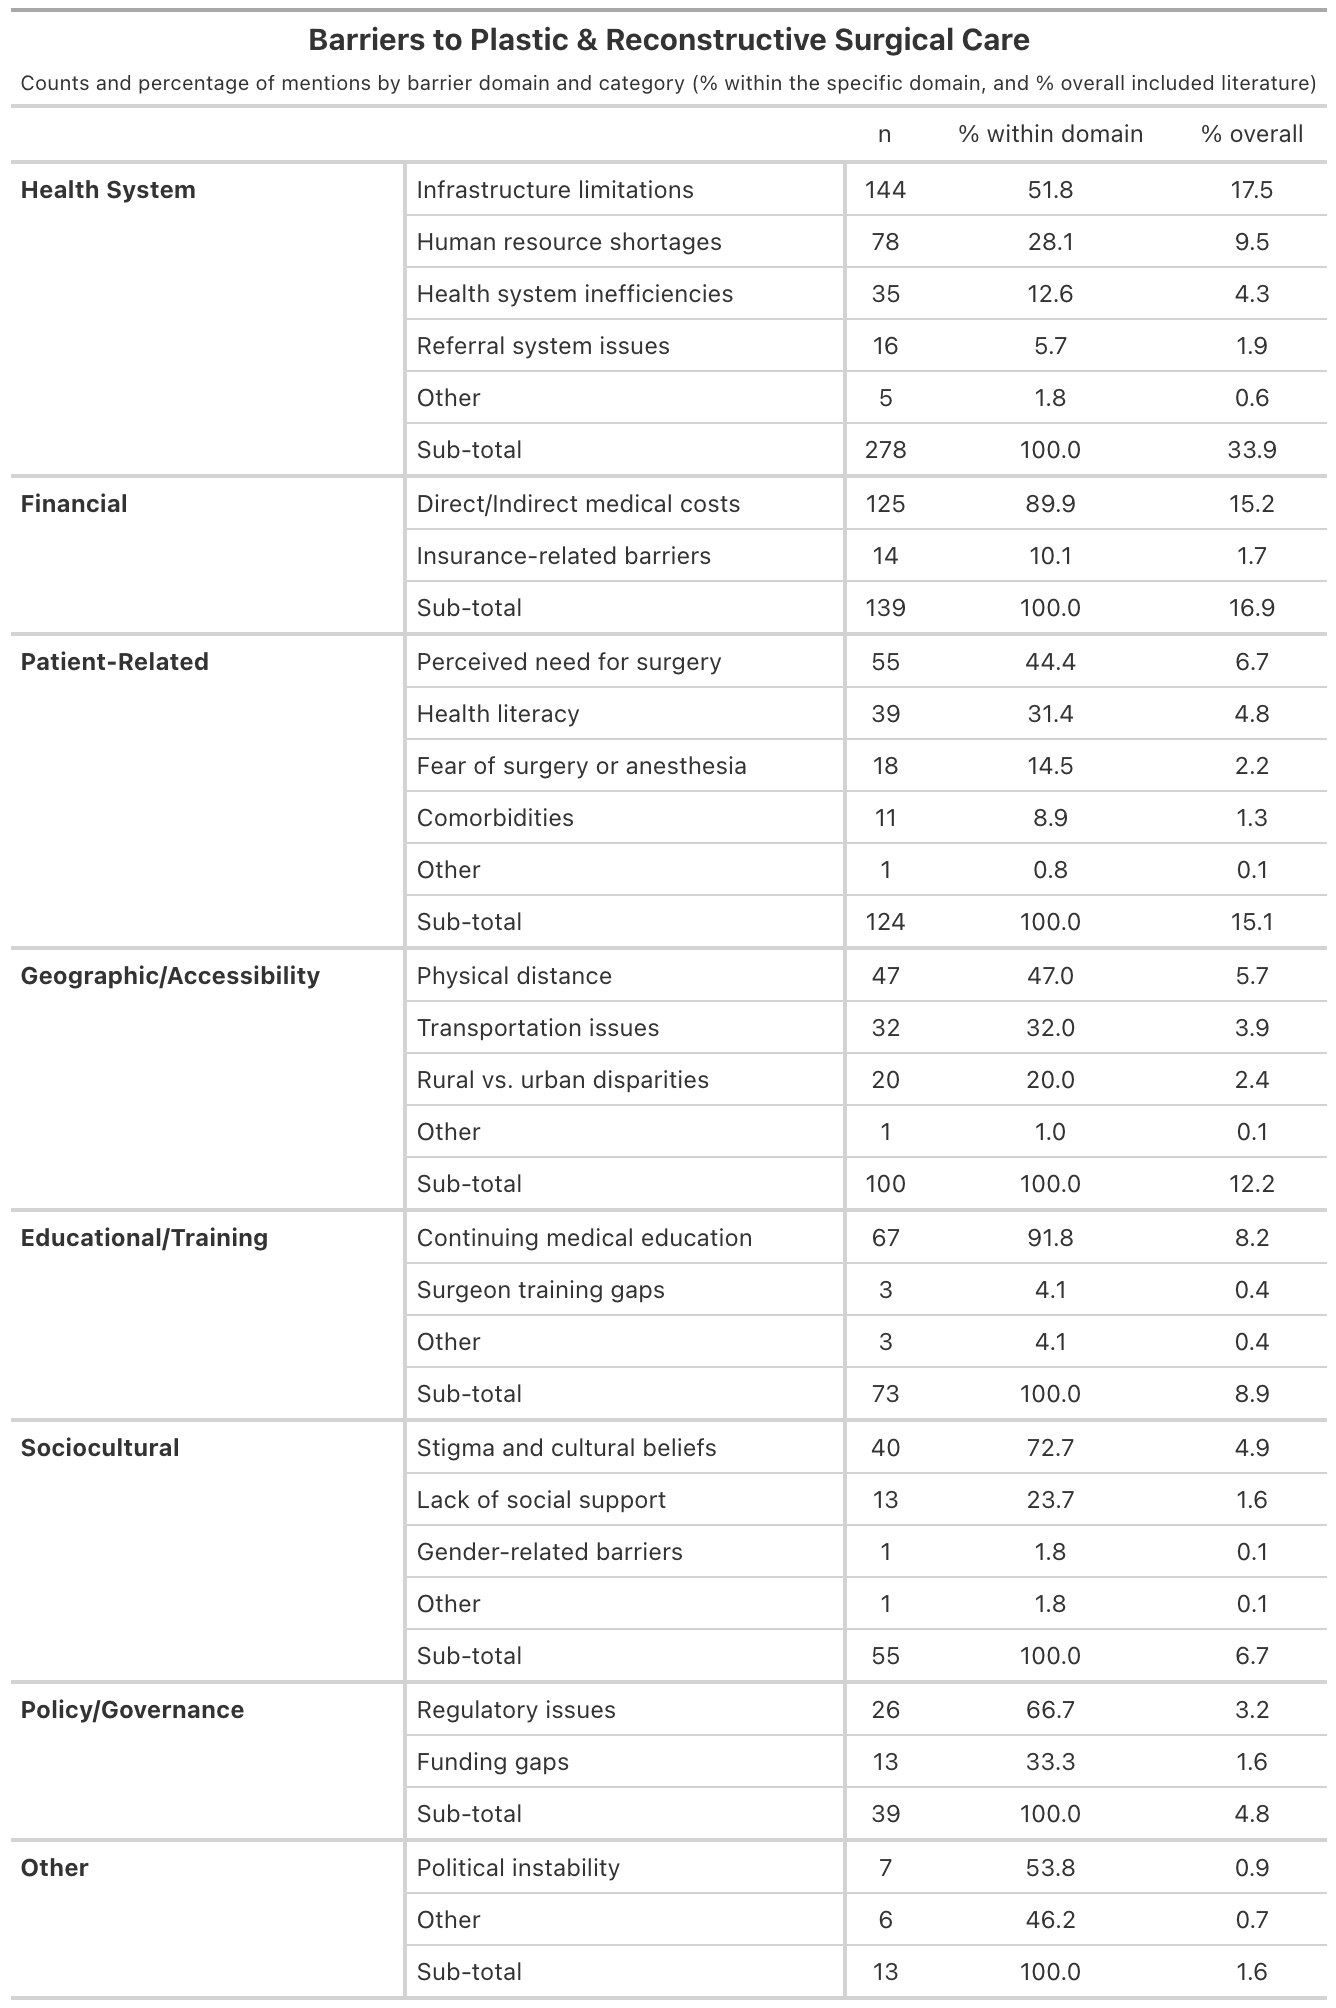 Barriers to Plastic & Reconstructive Surgical Care
Counts and percentage of mentions by barrier domain and category (% within the specific domain, and % overall included literature)
n % within domain % overall
Health System Infrastructure limitations 144 51.8 17.5
Human resource shortages 78 28.1 9.5
Health system inefficiencies 35 12.6 4.3
Referral system issues 16 5.7 1.9
Other 5 1.8 0.6
Sub-total 278 100.0 33.9
Financial Direct/Indirect medical costs 125 89.9 15.2
Insurance-related barriers 14 10.1 1.7
Sub-total 139 100.0 16.9
Patient-Related Perceived need for surgery 55 44.4 6.7
Health literacy 39 31.4 4.8
Fear of surgery or anesthesia 18 14.5 2.2
Comorbidities 11 8.9 1.3
Other 1 0.8 0.1
Sub-total 124 100.0 15.1
Geographic/Accessibility Physical distance 47 47.0 5.7
Transportation issues 32 32.0 3.9
Rural vs. urban disparities 20 20.0 2.4
Other 1 1.0 0.1
Sub-total 100 100.0 12.2
Educational/Training Continuing medical education 67 91.8 8.2
Surgeon training gaps 3 4.1 0.4
Other 3 4.1 0.4
Sub-total 73 100.0 8.9
Sociocultural Stigma and cultural beliefs 40 72.7 4.9
Lack of social support 13 23.7 1.6
Gender-related barriers 1 1.8 0.1
Other 1 1.8 0.1
Sub-total 55 100.0 6.7
Policy/Governance Regulatory issues 26 66.7 3.2
Funding gaps 13 33.3 1.6
Sub-total 39 100.0 4.8
Other Political instability 7 53.8 0.9
Other 6 46.2 0.7
Sub-total 13 100.0 1.6